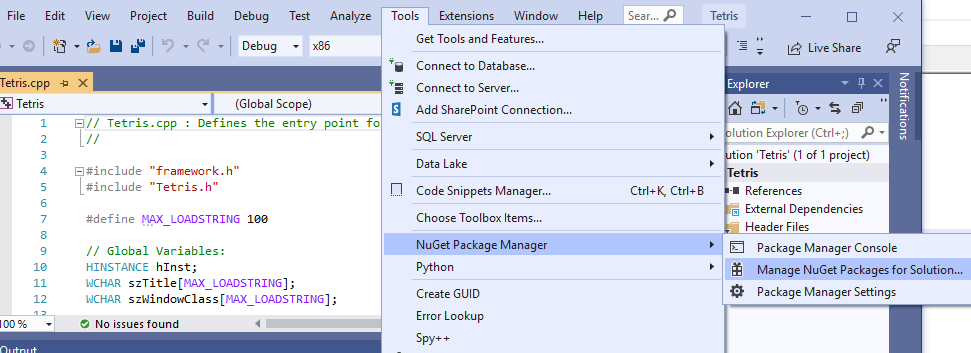 File Edit View Project Build Debug Test Analyze Tools Extensions Window Help Sear... Tetris
Debug x86
Live Share
Tetris.cpp
Tetris
(Global Scope)
1 // Tetris.cpp : Defines the entry point fo
2 //
3
4 #include "framework.h"
5 #include "Tetris.h"
6
7 #define MAX_LOADSTRING 100
8
9 // Global Variables:
10 HINSTANCE hInst;
11 WCHAR szTitle[MAX_LOADSTRING];
12 WCHAR szWindowClass[MAX_LOADSTRING];
13
100 % No issues found
Output
Get Tools and Features...
Connect to Database...
Connect to Server...
Add SharePoint Connection...
SQL Server
Data Lake
Code Snippets Manager... Ctrl+K, Ctrl+B
Choose Toolbox Items...
NuGet Package Manager
Python
Create GUID
Error Lookup
Spy++
Package Manager Console
Manage NuGet Packages for Solution...
Package Manager Settings
Explorer
olution Explorer (Ctrl+;)
ution 'Tetris' (1 of 1 project)
Tetris
References
External Dependencies
Header Files
Notifications